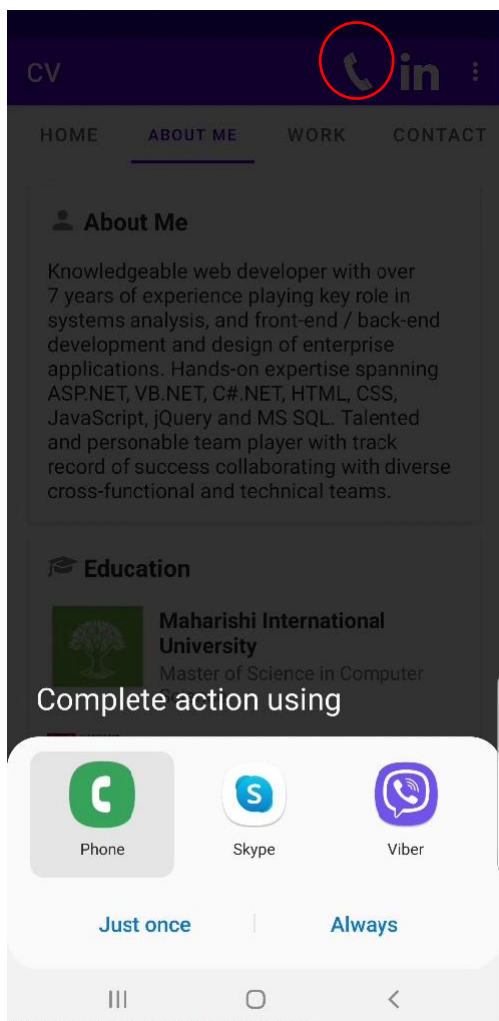 CV
in
HOME ABOUT ME WORK CONTACT
About Me
Knowledgeable web developer with over
7 years of experience playing key role in
systems analysis, and front-end / back-end
development and design of enterprise
applications. Hands-on expertise spanning
ASP.NET, VB.NET, C#.NET, HTML, CSS,
JavaScript, jQuery and MS SQL. Talented
and personable team player with track
record of success collaborating with diverse
cross-functional and technical teams.
Education
Maharishi International
University
Master of Science in Computer
Complete action using
S
Phone Skype Viber
Just once Always